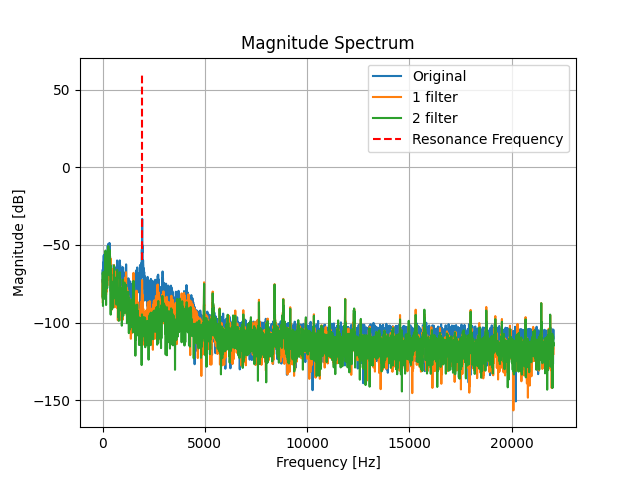 Magnitude Spectrum
Original
1 filter
2 filter
Resonance Frequency
50
0
−50
−100
−150
Magnitude [dB]
0
5000
10000
15000
20000
Frequency [Hz]